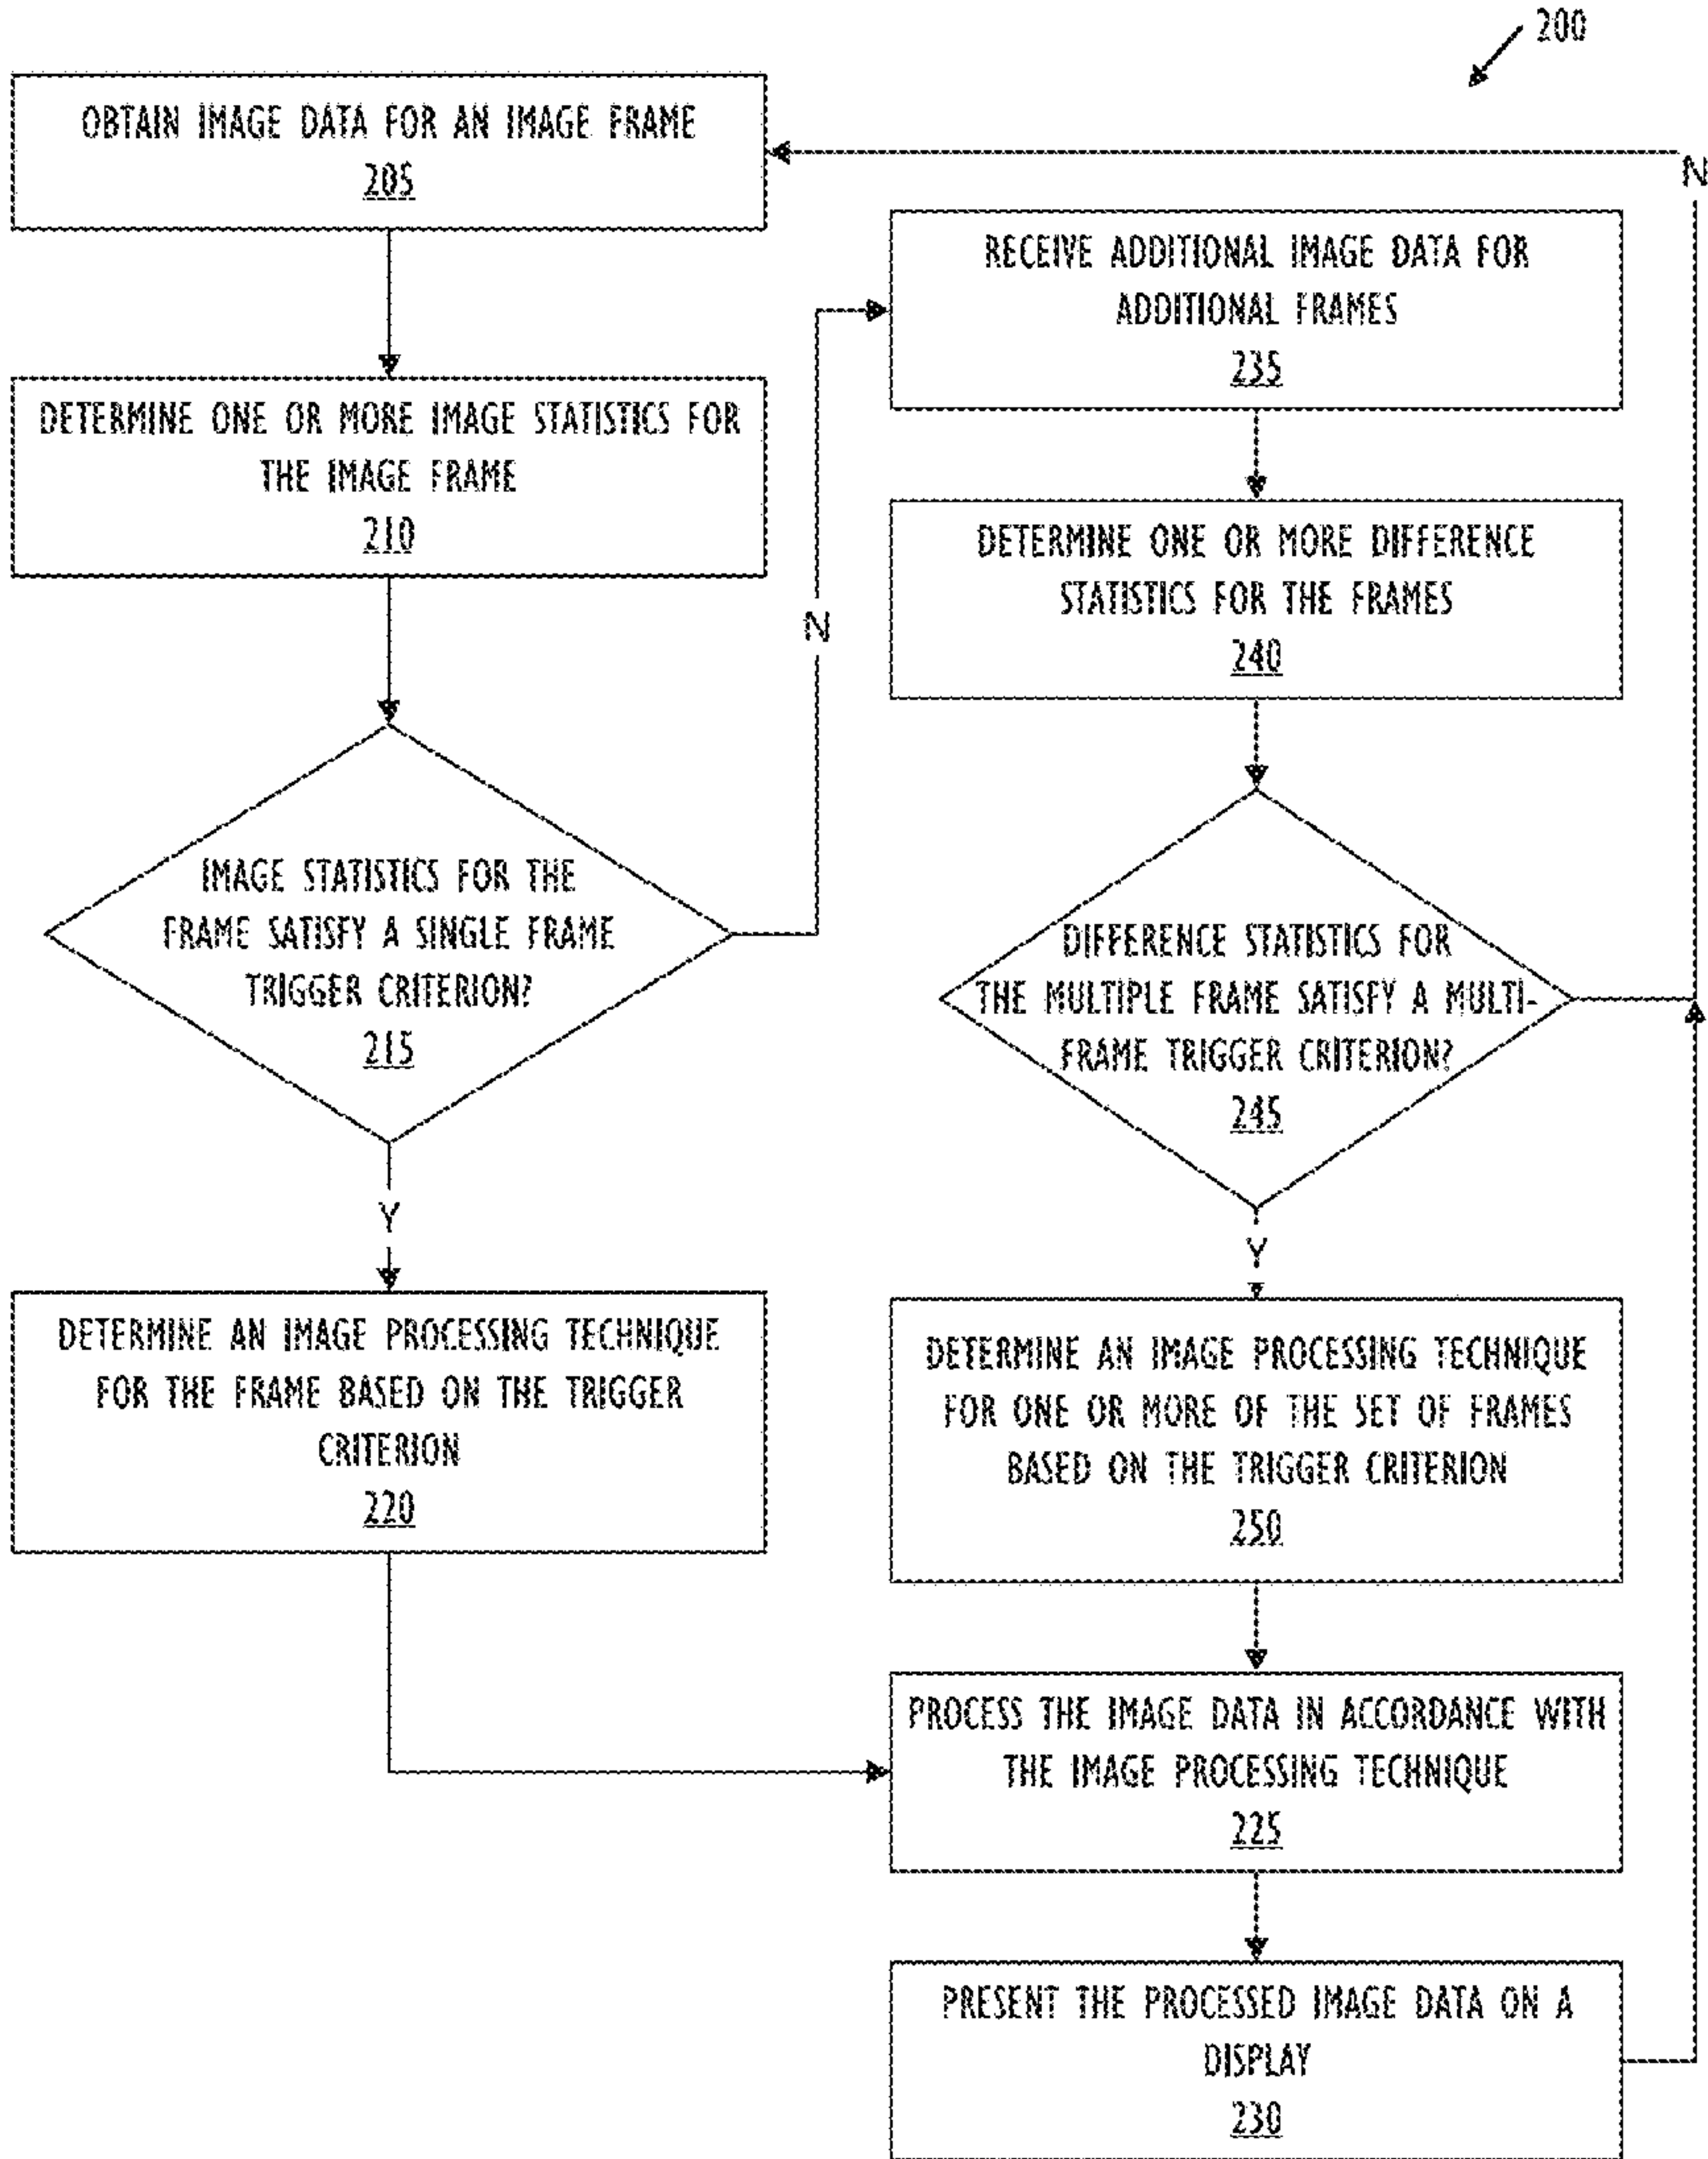 200
OBTAIN IMAGE DATA FOR AN IMAGE FRAME
205
DETERMINE ONE OR MORE IMAGE STATISTICS FOR
THE IMAGE FRAME
210
IMAGE STATISTICS FOR THE
FRAME SATISFY A SINGLE FRAME
TRIGGER CRITERION?
215
Y
N
DETERMINE AN IMAGE PROCESSING TECHNIQUE
FOR THE FRAME BASED ON THE TRIGGER
CRITERION
220
RECEIVE ADDITIONAL IMAGE DATA FOR
ADDITIONAL FRAMES
235
DETERMINE ONE OR MORE DIFFERENCE
STATISTICS FOR THE FRAMES
240
DIFFERENCE STATISTICS FOR
THE MULTIPLE FRAME SATISFY A MULTI-
FRAME TRIGGER CRITERION?
245
N
Y
DETERMINE AN IMAGE PROCESSING TECHNIQUE
FOR ONE OR MORE OF THE SET OF FRAMES
BASED ON THE TRIGGER CRITERION
250
PROCESS THE IMAGE DATA IN ACCORDANCE WITH
THE IMAGE PROCESSING TECHNIQUE
225
PRESENT THE PROCESSED IMAGE DATA ON A
DISPLAY
230